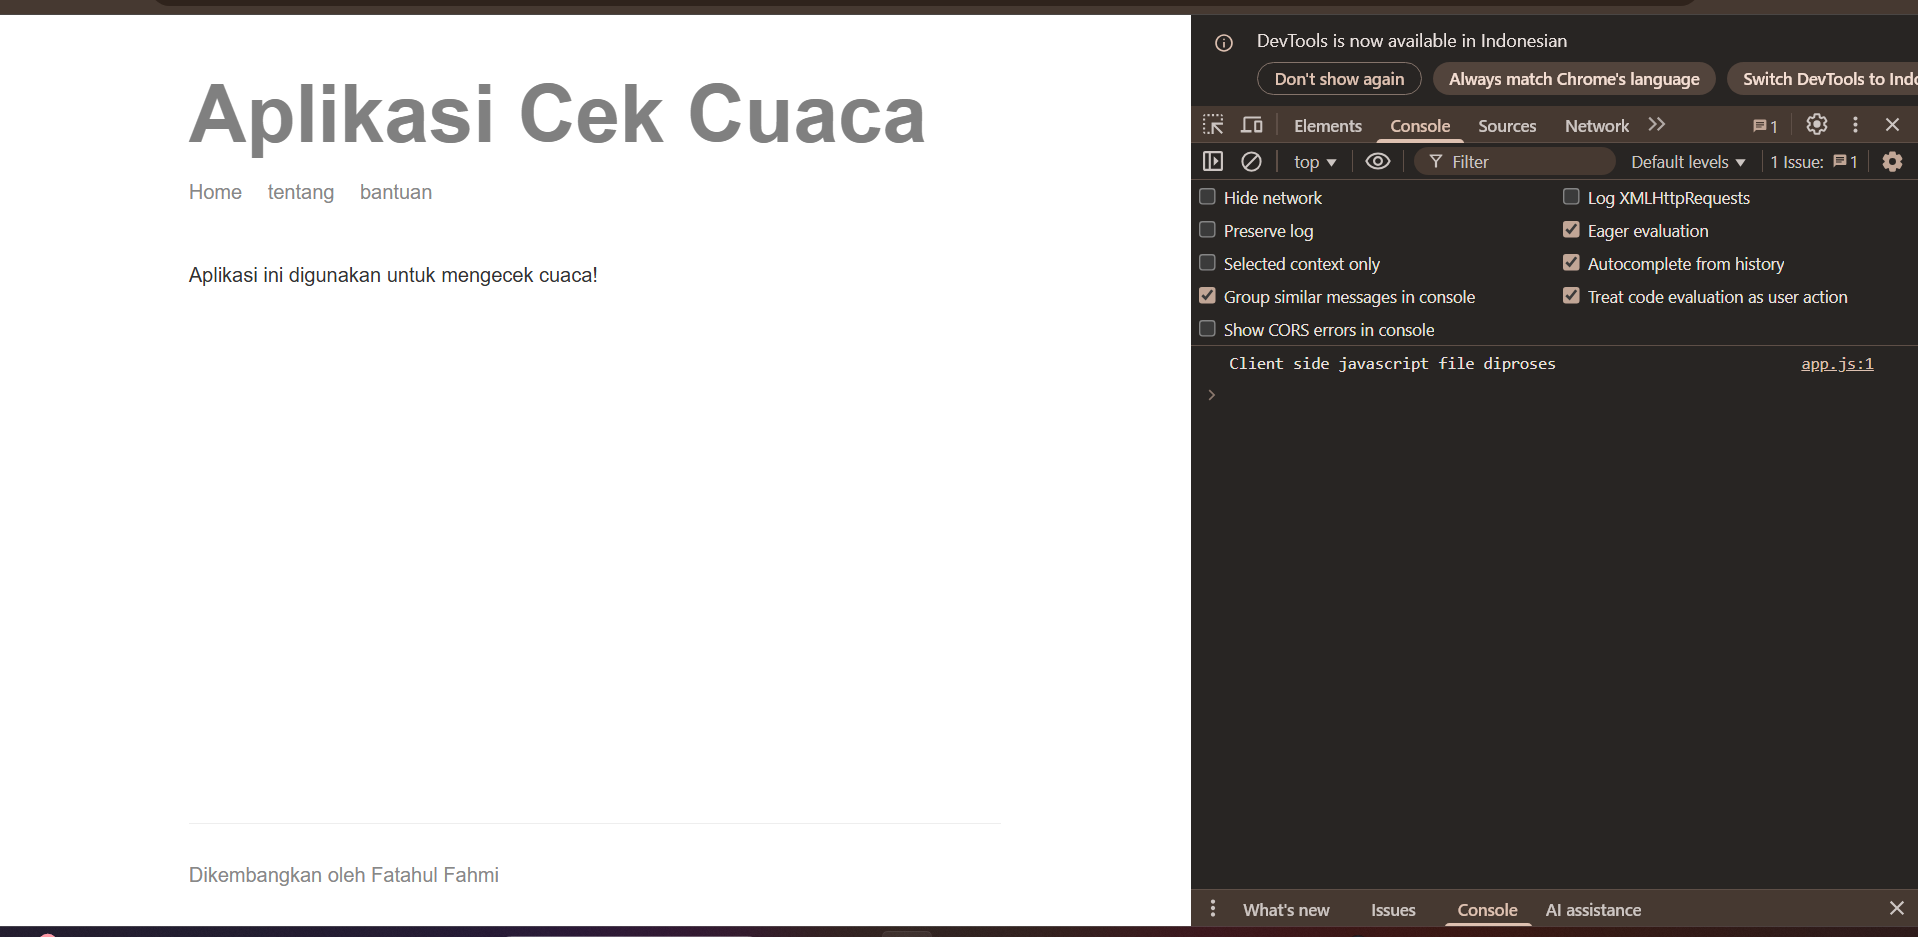 Aplikasi Cek Cuaca
Home tentang bantuan
Aplikasi ini digunakan untuk mengecek cuaca!
Dikembangkan oleh Fatahul Fahmi
DevTools is now available in Indonesian
Don't show again Always match Chrome's language Switch DevTools to Indo
Elements Console Sources Network 1
top Filter Default levels 1 Issue: 1
Hide network Log XMLHttpRequests
Preserve log Eager evaluation
Selected context only Autocomplete from history
Group similar messages in console Treat code evaluation as user action
Show CORS errors in console
Client side javascript file diproses app.js:1
What's new Issues Console AI assistance